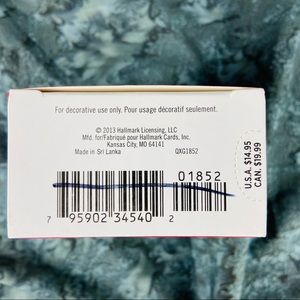 For decorative use only. Pour usage décoratif seulement.
© 2013 Hallmark Licensing, LLC
Mfd. for/Fabriqué pour Hallmark Cards, Inc.
Kansas City, MO 64141
Made in Sri Lanka QXG1852
U.S.A. $14.95
CAN. $19.99
01852
7 95902 34540 2